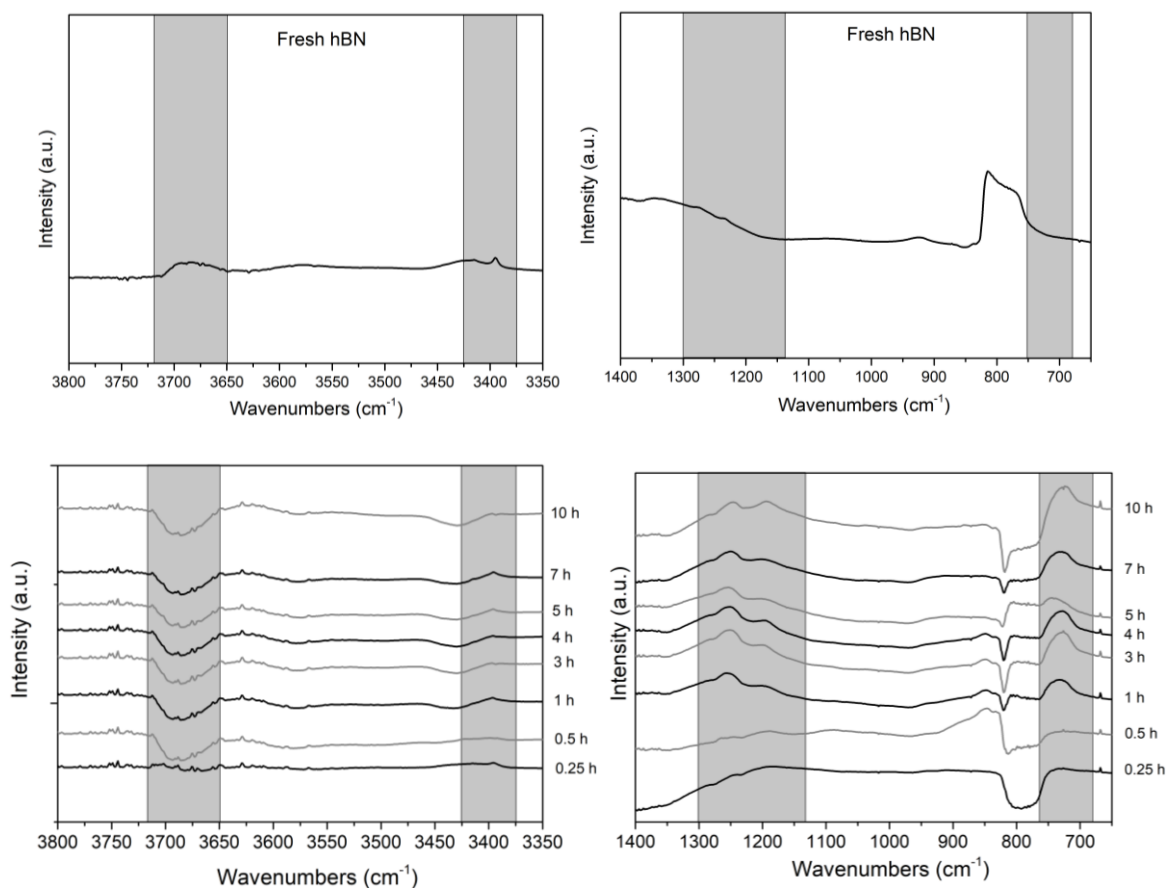 Fresh hBN
Intensity (a.u.)
3800 3750 3700 3650 3600 3550 3500 3450 3400 3350
Wavenumbers (cm-1)
Fresh hBN
Intensity (a.u.)
1400 1300 1200 1100 1000 900 800 700
Wavenumbers (cm-1)
Intensity (a.u.)
10 h
7 h
5 h
4 h
3 h
1 h
0.5 h
0.25 h
3800 3750 3700 3650 3600 3550 3500 3450 3400 3350
Wavenumbers (cm-1)
Intensity (a.u.)
10 h
7 h
5 h
4 h
3 h
1 h
0.5 h
0.25 h
1400 1300 1200 1100 1000 900 800 700
Wavenumbers (cm-1)